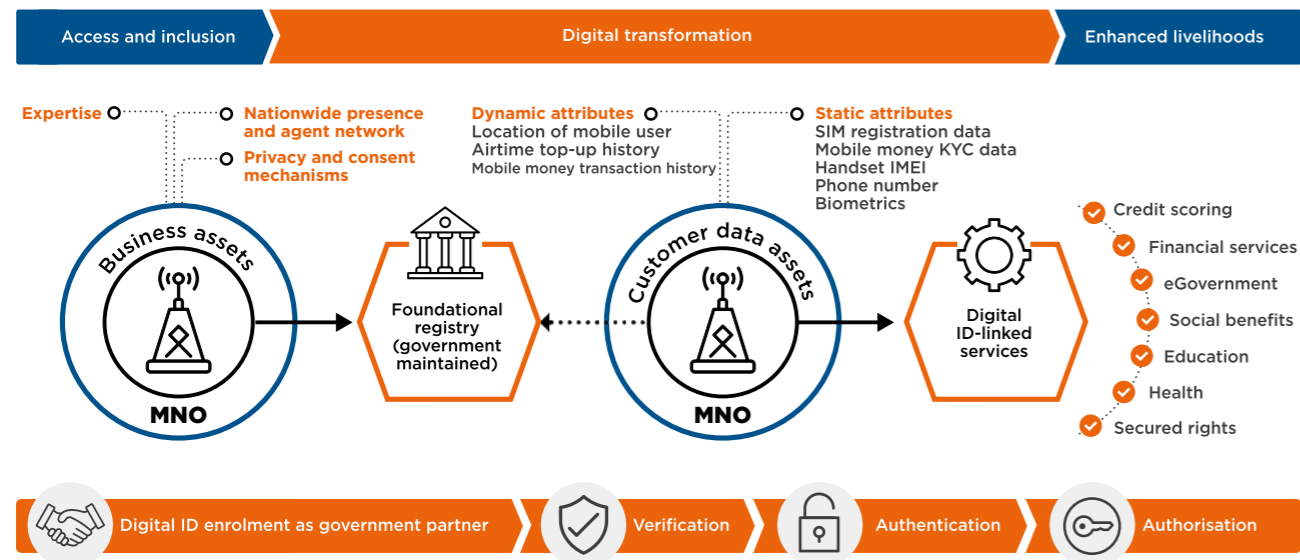 Access and inclusion
Digital transformation
Enhanced livelihoods
Expertise
Nationwide presence
and agent network
Privacy and consent
mechanisms
Dynamic attributes
Location of mobile user
Airtime top-up history
Mobile money transaction history
Static attributes
SIM registration data
Mobile money KYC data
Handset IMEI
Phone number
Biometrics
Business assets
MNO
Foundational
registry
(government
maintained)
Customer data assets
MNO
Digital
ID-linked
services
Credit scoring
Financial services
eGovernment
Social benefits
Education
Health
Secured rights
Digital ID enrolment as government partner
Verification
Authentication
Authorisation